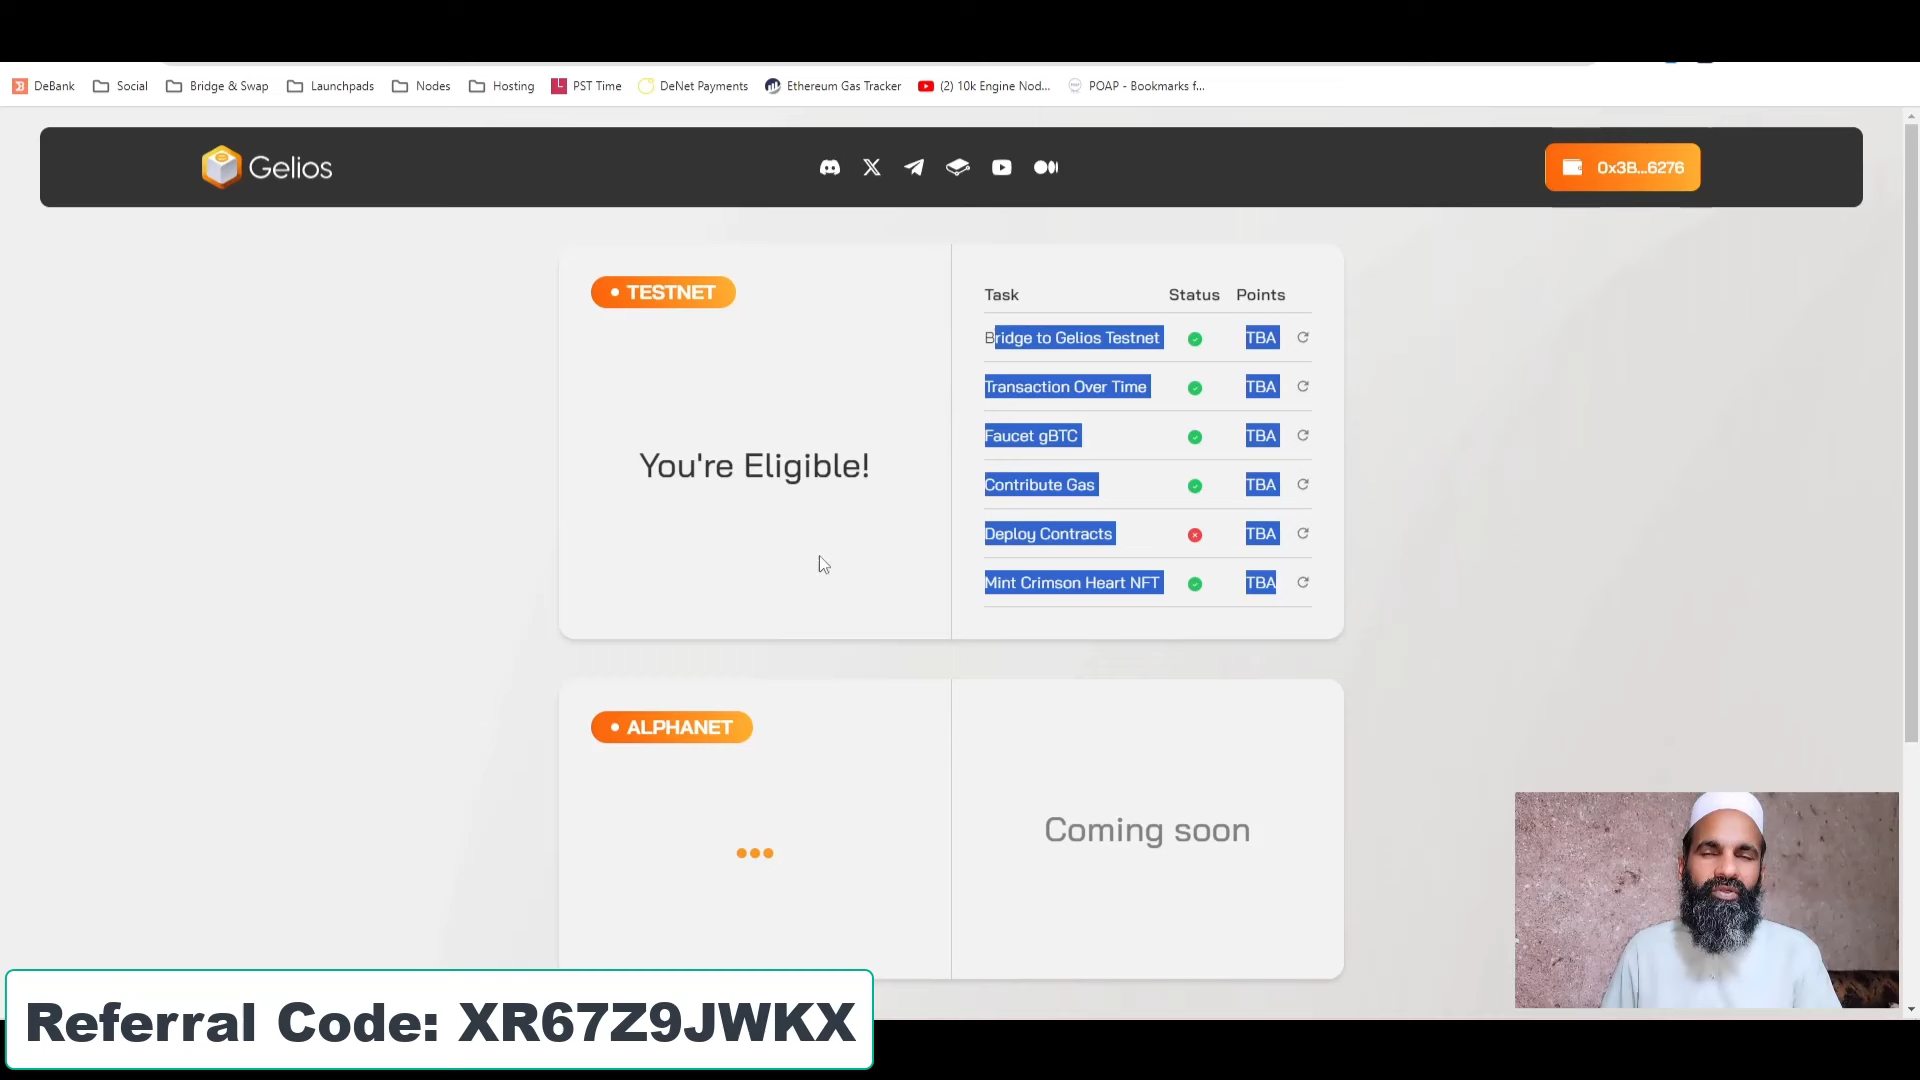 DeBank Social Bridge & Swap Launchpads Nodes Hosting PST Time DeNet Payments Ethereum Gas Tracker (2) 10k Engine Nod... POAP - Bookmarks f...
Gelios
0x3B...6276
TESTNET
You're Eligible!
Task Status Points
Bridge to Gelios Testnet TBA
Transaction Over Time TBA
Faucet gBTC TBA
Contribute Gas TBA
Deploy Contracts TBA
Mint Crimson Heart NFT TBA
ALPHANET
Coming soon
Referral Code: XR67Z9JWKX